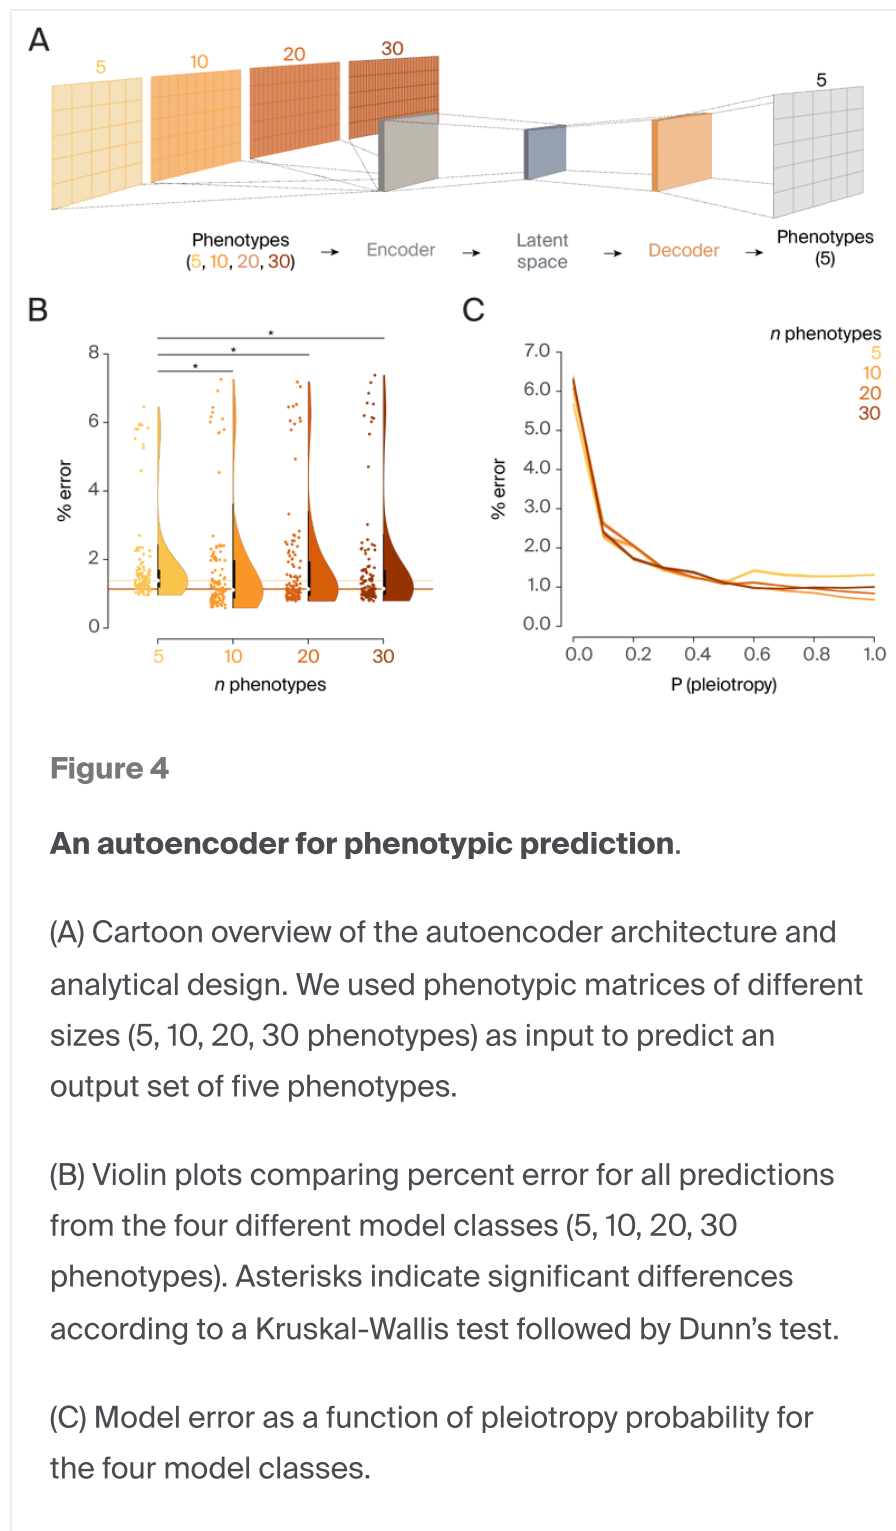 A
5
10
20
30
5
Phenotypes
(5, 10, 20, 30)
Encoder
Latent
space
Decoder
Phenotypes
(5)
B
8
6
4
2
0
% error
*
*
*
5
10
20
30
n phenotypes
C
n phenotypes
5
10
20
30
7.0
6.0
5.0
4.0
3.0
2.0
1.0
0.0
% error
0.0
0.2
0.4
0.6
0.8
1.0
P (pleiotropy)
Figure 4
An autoencoder for phenotypic prediction.
(A) Cartoon overview of the autoencoder architecture and
analytical design. We used phenotypic matrices of different
sizes (5, 10, 20, 30 phenotypes) as input to predict an
output set of five phenotypes.
(B) Violin plots comparing percent error for all predictions
from the four different model classes (5, 10, 20, 30
phenotypes). Asterisks indicate significant differences
according to a Kruskal-Wallis test followed by Dunn’s test.
(C) Model error as a function of pleiotropy probability for
the four model classes.